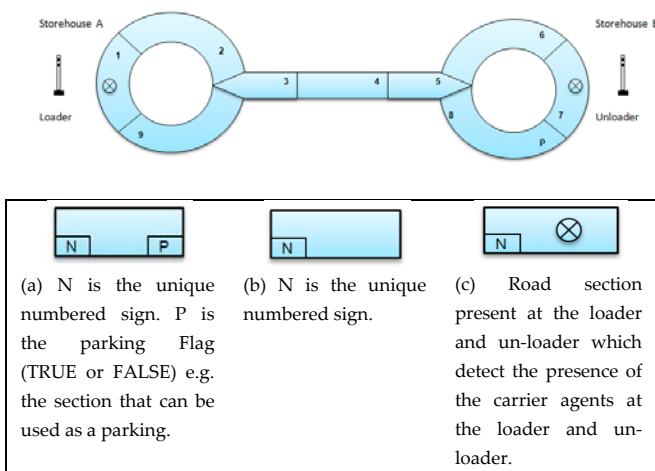 Storehouse A
Storehouse B
1
2
6
3
4
5
Loader
Unloader
9
8
7
P
N
P
N
N
(a) N is the unique
numbered sign. P is
the parking Flag
(TRUE or FALSE) e.g.
the section that can be
used as a parking.
(b) N is the unique
numbered sign.
(c) Road section
present at the loader
and un-loader which
detect the presence of
the carrier agents at
the loader and un-
loader.